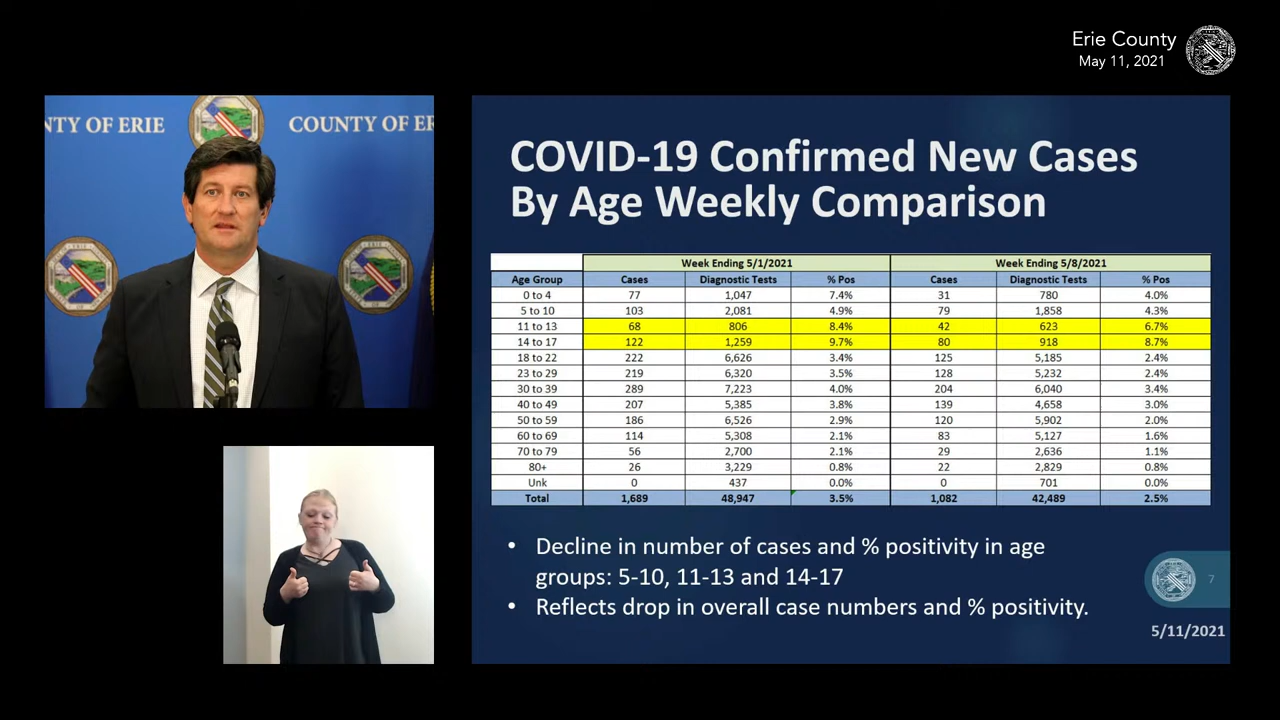 Erie County
May 11, 2021
NTY OF ERIE COUNTY OF ER
COVID-19 Confirmed New Cases
By Age Weekly Comparison
Week Ending 5/1/2021 Week Ending 5/8/2021
Age Group Cases Diagnostic Tests % Pos Cases Diagnostic Tests % Pos
0 to 4 77 1,047 7.4% 31 780 4.0%
5 to 10 103 2,081 4.9% 79 1,858 4.3%
11 to 13 68 806 8.4% 42 623 6.7%
14 to 17 122 1,259 9.7% 80 918 8.7%
18 to 22 222 6,626 3.4% 125 5,185 2.4%
23 to 29 219 6,320 3.5% 128 5,232 2.4%
30 to 39 289 7,223 4.0% 204 6,040 3.4%
40 to 49 207 5,385 3.8% 139 4,658 3.0%
50 to 59 186 6,526 2.9% 120 5,902 2.0%
60 to 69 114 5,308 2.1% 83 5,127 1.6%
70 to 79 56 2,700 2.1% 29 2,636 1.1%
80+ 26 3,229 0.8% 22 2,829 0.8%
Unk 0 437 0.0% 0 701 0.0%
Total 1,689 48,947 3.5% 1,082 42,489 2.5%
• Decline in number of cases and % positivity in age
groups: 5-10, 11-13 and 14-17
• Reflects drop in overall case numbers and % positivity.
7
5/11/2021